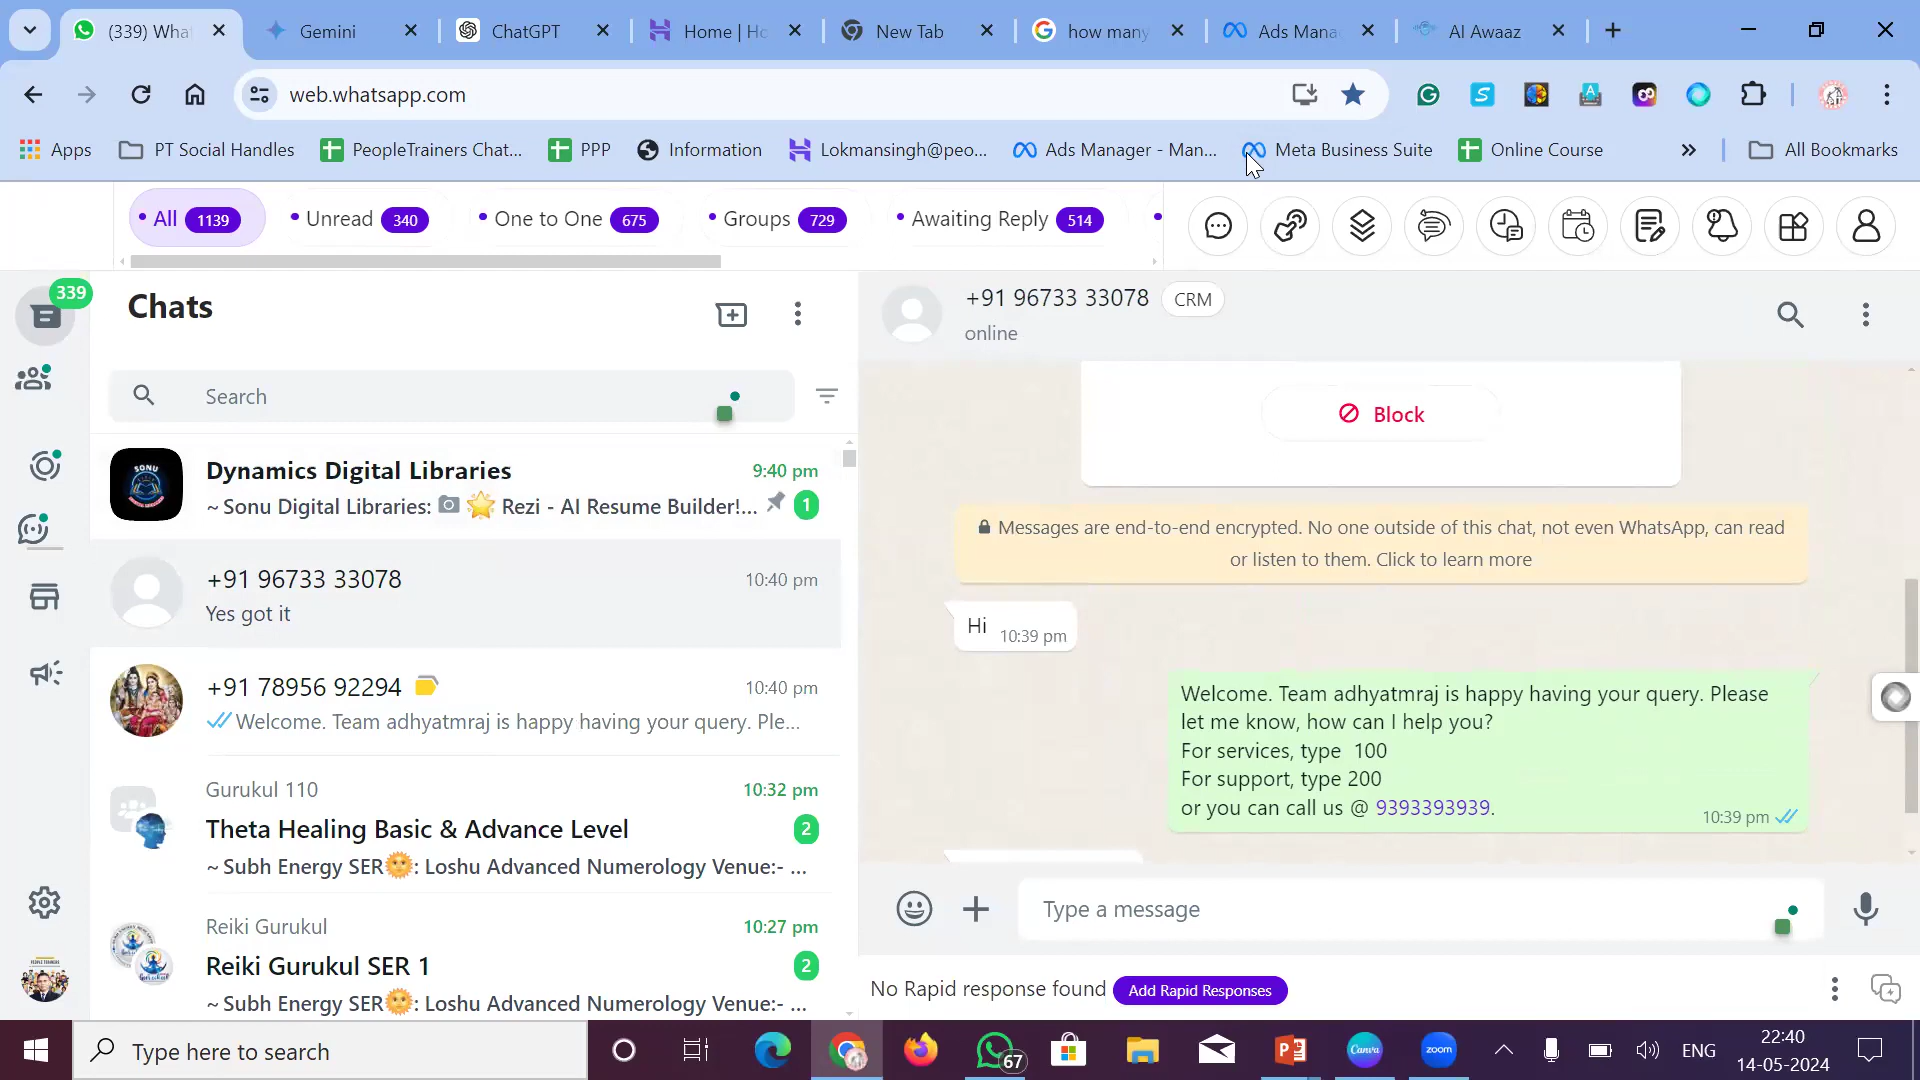 (339) Wha
Gemini
ChatGPT
Home | Ho
New Tab
how many
Ads Mana
AI Awaaz
web.whatsapp.com
Apps
PT Social Handles
PeopleTrainers Chat...
PPP
Information
Lokmansingh@peo...
Ads Manager - Man...
Meta Business Suite
Online Course
All Bookmarks
All 1139
Unread 340
One to One 675
Groups 729
Awaiting Reply 514
339
Chats
Search
Dynamics Digital Libraries
9:40 pm
~ Sonu Digital Libraries: 📷 🌟 Rezi - AI Resume Builder!...
1
+91 96733 33078
10:40 pm
Yes got it
+91 78956 92294
10:40 pm
Welcome. Team adhyatmraj is happy having your query. Ple...
Gurukul 110
10:32 pm
Theta Healing Basic & Advance Level
2
~ Subh Energy SER🌞: Loshu Advanced Numerology Venue:- ...
Reiki Gurukul
10:27 pm
Reiki Gurukul SER 1
2
~ Subh Energy SER🌞: Loshu Advanced Numerology Venue:- ...
+91 96733 33078
CRM
online
Block
Messages are end-to-end encrypted. No one outside of this chat, not even WhatsApp, can read
or listen to them. Click to learn more
Hi
10:39 pm
Welcome. Team adhyatmraj is happy having your query. Please
let me know, how can I help you?
For services, type 100
For support, type 200
or you can call us @ 9393393939.
10:39 pm
Type a message
No Rapid response found
Add Rapid Responses
Type here to search
67
Canva
zoom
ENG
22:40
14-05-2024